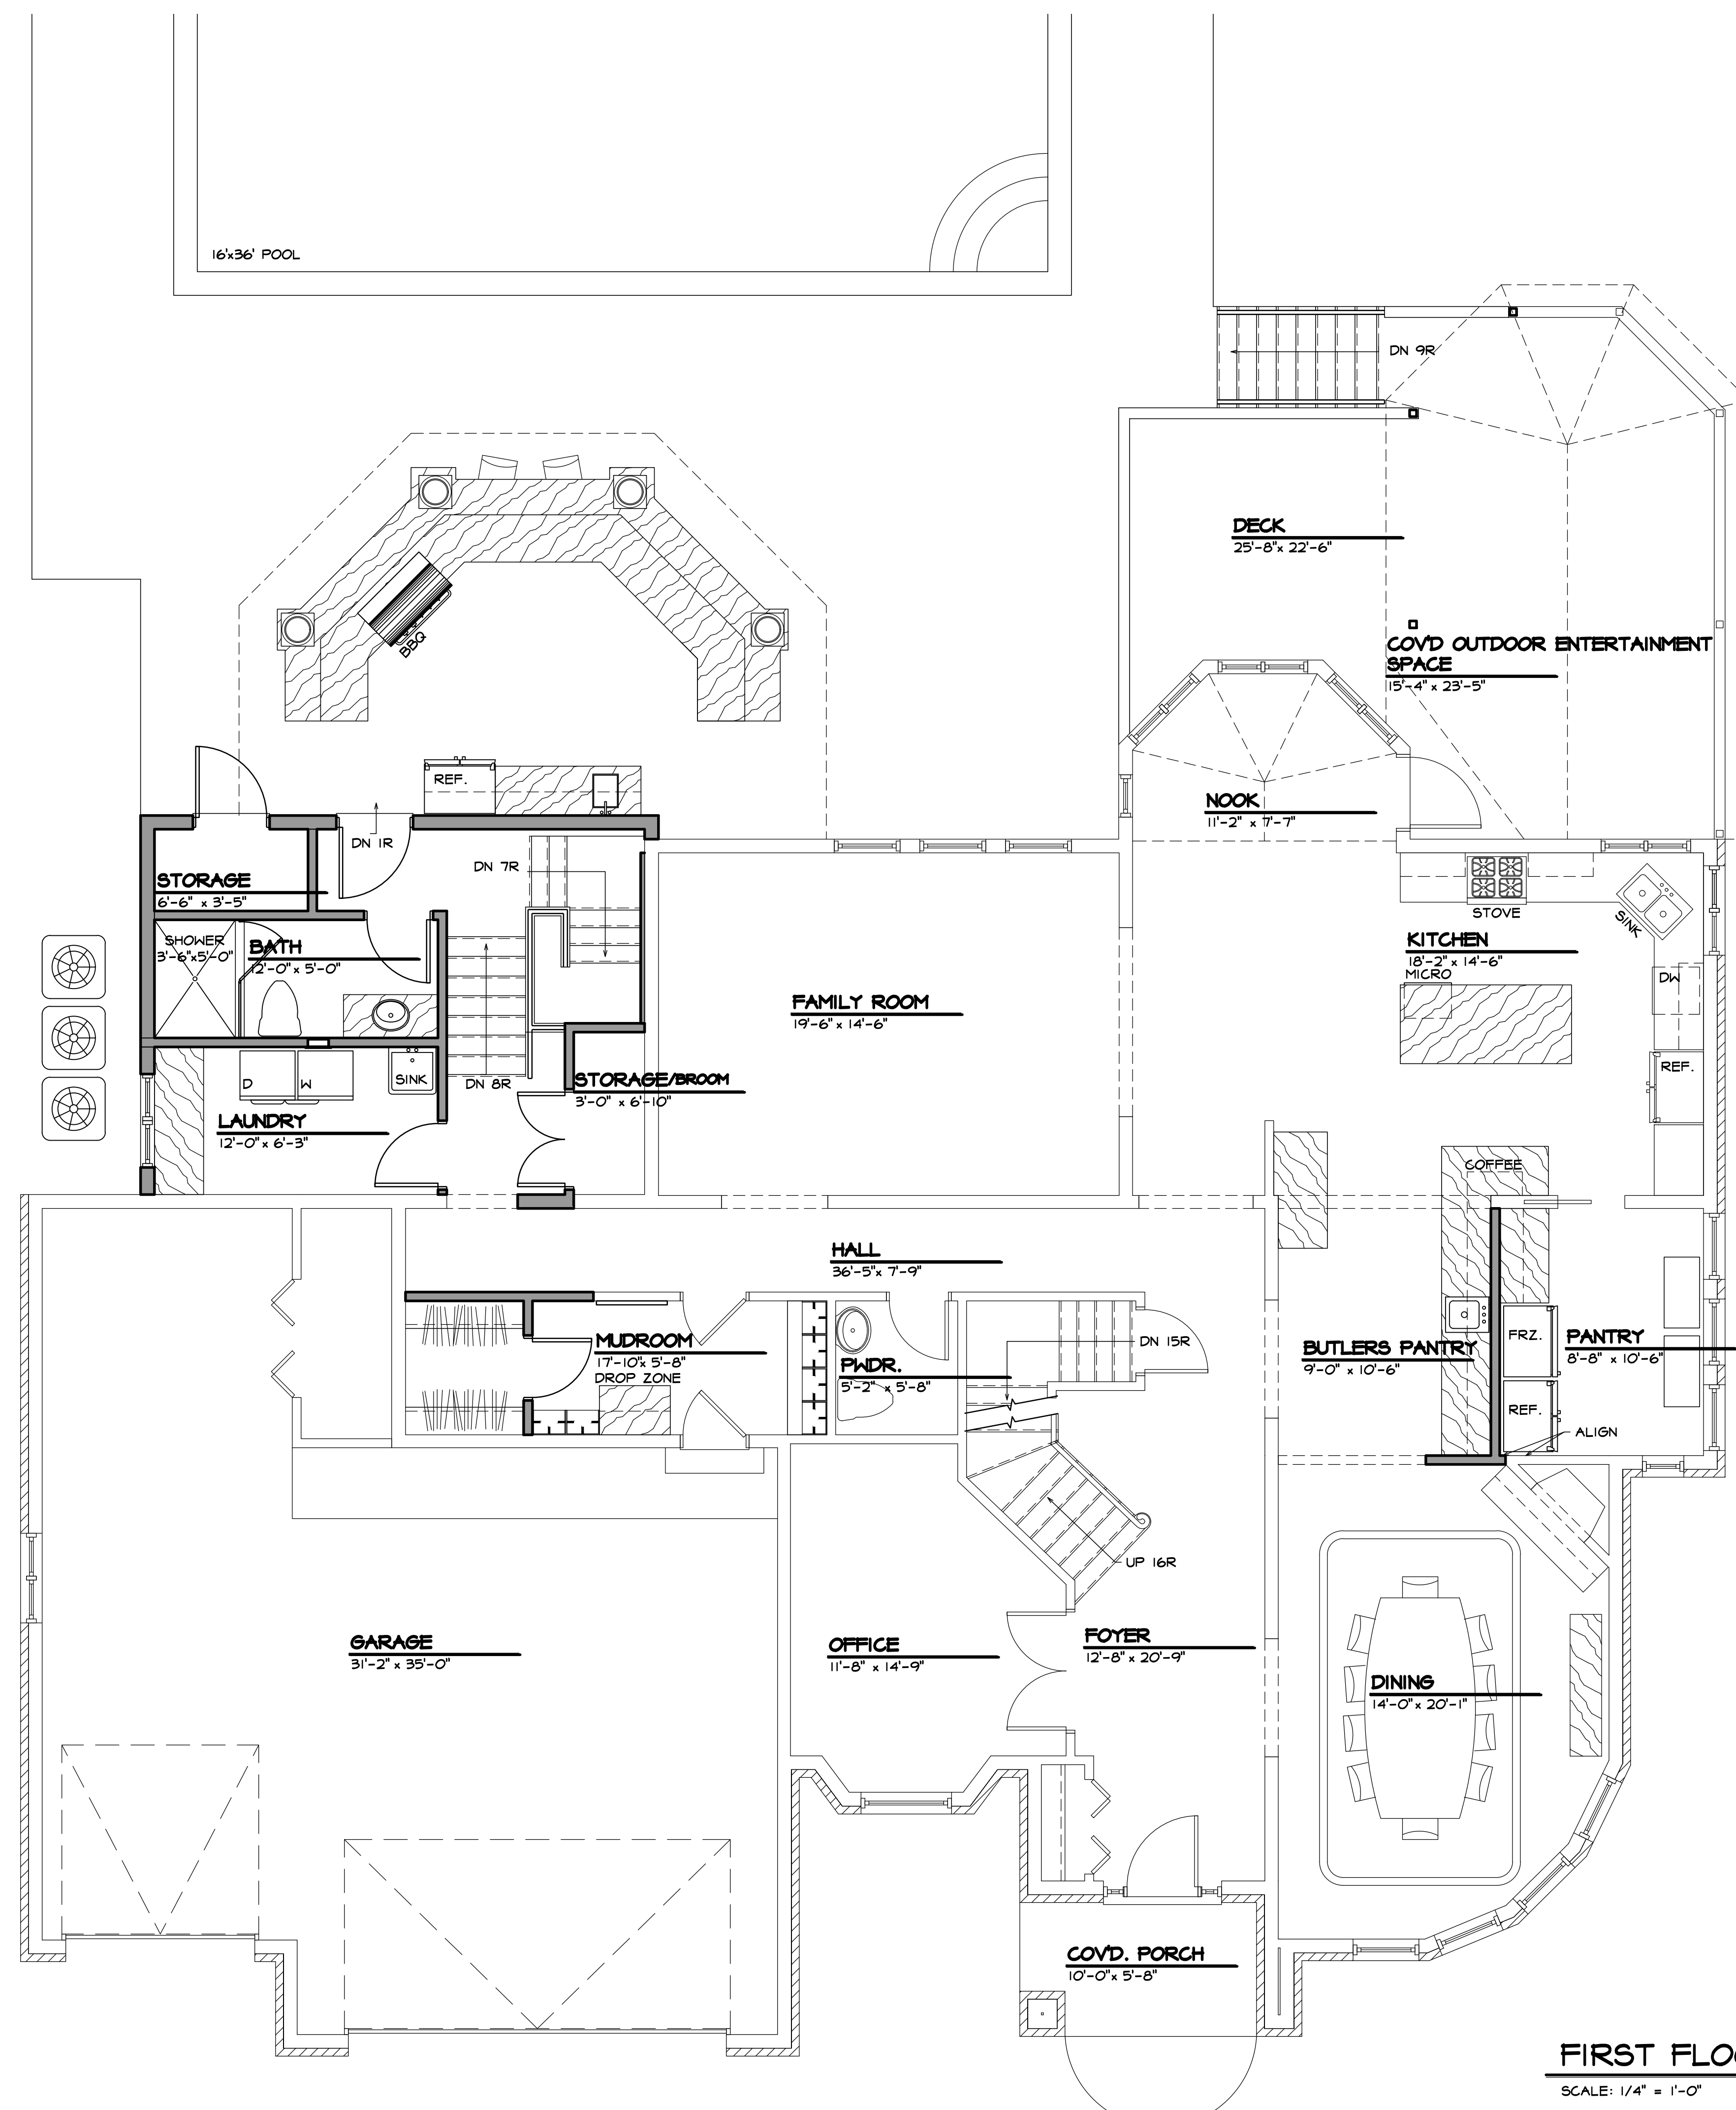 16'x36' POOL
DN 9R
DECK
25'-8"x 22'-6"
COV'D OUTDOOR ENTERTAINMENT
SPACE
15'-4" x 23'-5"
BBQ
REF.
NOOK
11'-2" x 7'-7"
DN 1R
DN 7R
STORAGE
6'-6" x 3'-5"
STOVE
SINK
SHOWER
3'-6"x5'-0"
BATH
12'-0" x 5'-0"
KITCHEN
18'-2" x 14'-6"
MICRO
DW
FAMILY ROOM
19'-6" x 14'-6"
REF.
D
W
SINK
DN 8R
STORAGE/BROOM
3'-0" x 6'-10"
LAUNDRY
12'-0" x 6'-3"
COFFEE
HALL
36'-5"x 7'-9"
MUDROOM
17'-10"x 5'-8"
DROP ZONE
PWDR.
5'-2" x 5'-8"
DN 15R
BUTLERS PANTRY
9'-0" x 10'-6"
FRZ.
PANTRY
8'-8" x 10'-6"
REF.
ALIGN
UP 16R
GARAGE
31'-2" x 35'-0"
OFFICE
11'-8" x 14'-9"
FOYER
12'-8" x 20'-9"
DINING
14'-0" x 20'-1"
COV'D. PORCH
10'-0"x 5'-8"
FIRST FLO
SCALE: 1/4" = 1'-0"